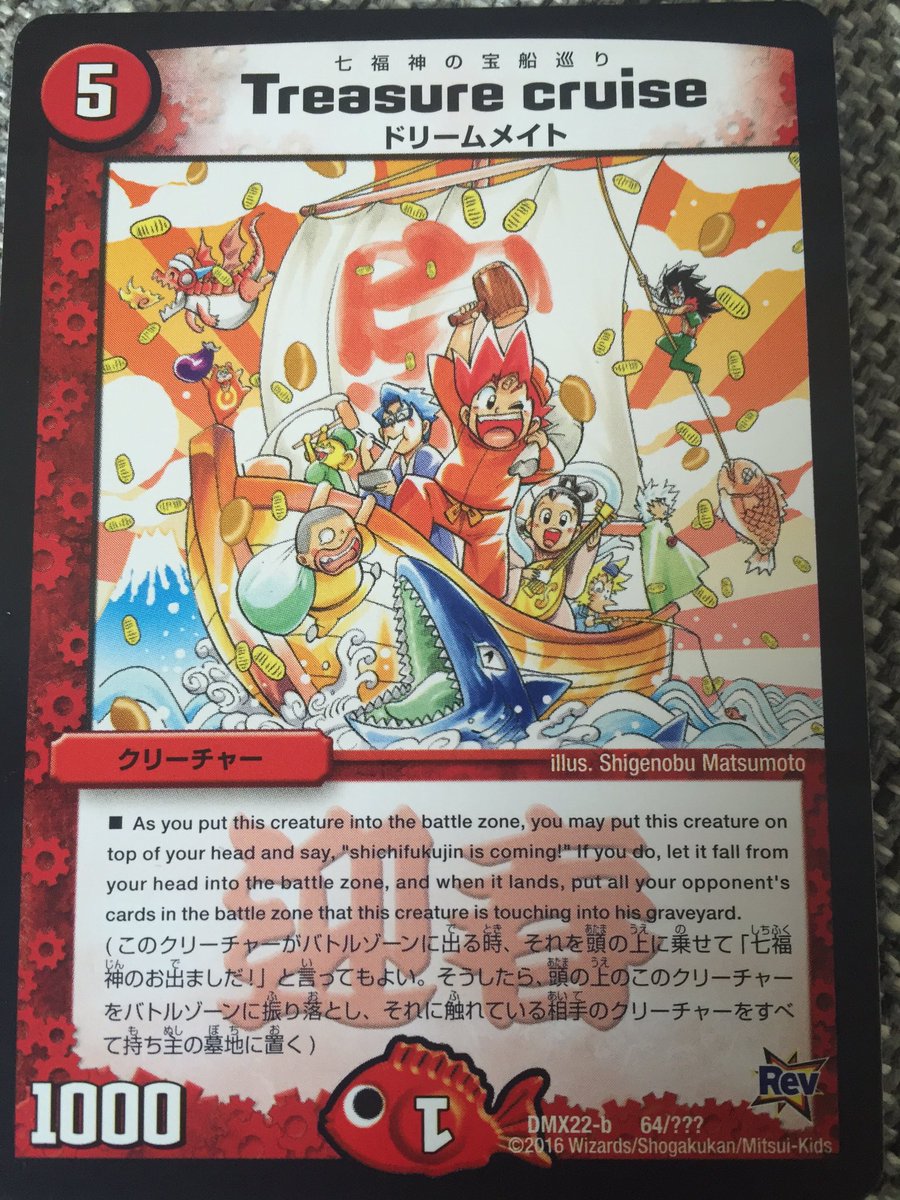 七福神の宝船巡り
5
Treasure cruise
ドリームメイト
クリーチャー
illus. Shigenobu Matsumoto
■ As you put this creature into the battle zone, you may put this creature on
top of your head and say, "shichifukujin is coming!" If you do, let it fall from
your head into the battle zone, and when it lands, put all your opponent's
cards in the battle zone that this creature is touching into his graveyard.
(このクリーチャーがバトルゾーンに出る時、それを頭の上に乗せて「七福
神のお出ましだ!」と言ってもよい。そうしたら、頭の上のこのクリーチャー
をバトルゾーンに振り落とし、それに触れている相手のクリーチャーをすべ
て持ち主の墓地に置く)
1000
1
Rev
DMX22-b 64/???
©2016 Wizards/Shogakukan/Mitsui-Kids